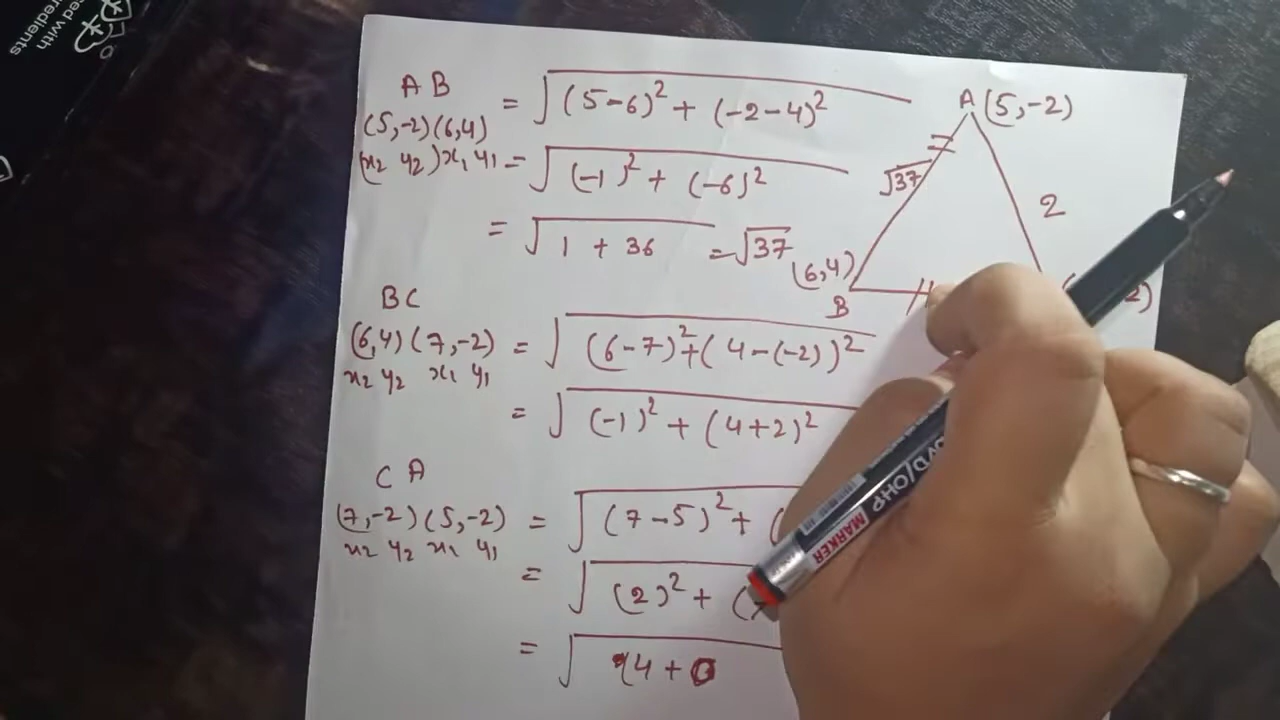 A B
= √(5-6)² + (-2-4)²
(5,-2)(6,4)
(x₂ y₂) x₁ y₁ = √(-1)² + (-6)²
= √1 + 36 = √37
A(5,-2)
√37
2
(6,4)
B
2)
BC
(6,4)(7,-2) = √(6-7)²+(4-(-2))²
x₂ y₂ x₁ y₁
= √(-1)² + (4+2)²
C A
(7,-2)(5,-2) = √(7-5)² + (
x₂ y₂ x₁ y₁
= √(2)² + (
= √4 + 0
DVD/OHP
MARKER